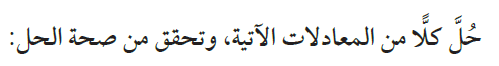 حُلَّ كلًّا من المعادلات الآتية، وتحقق من صحة الحل: